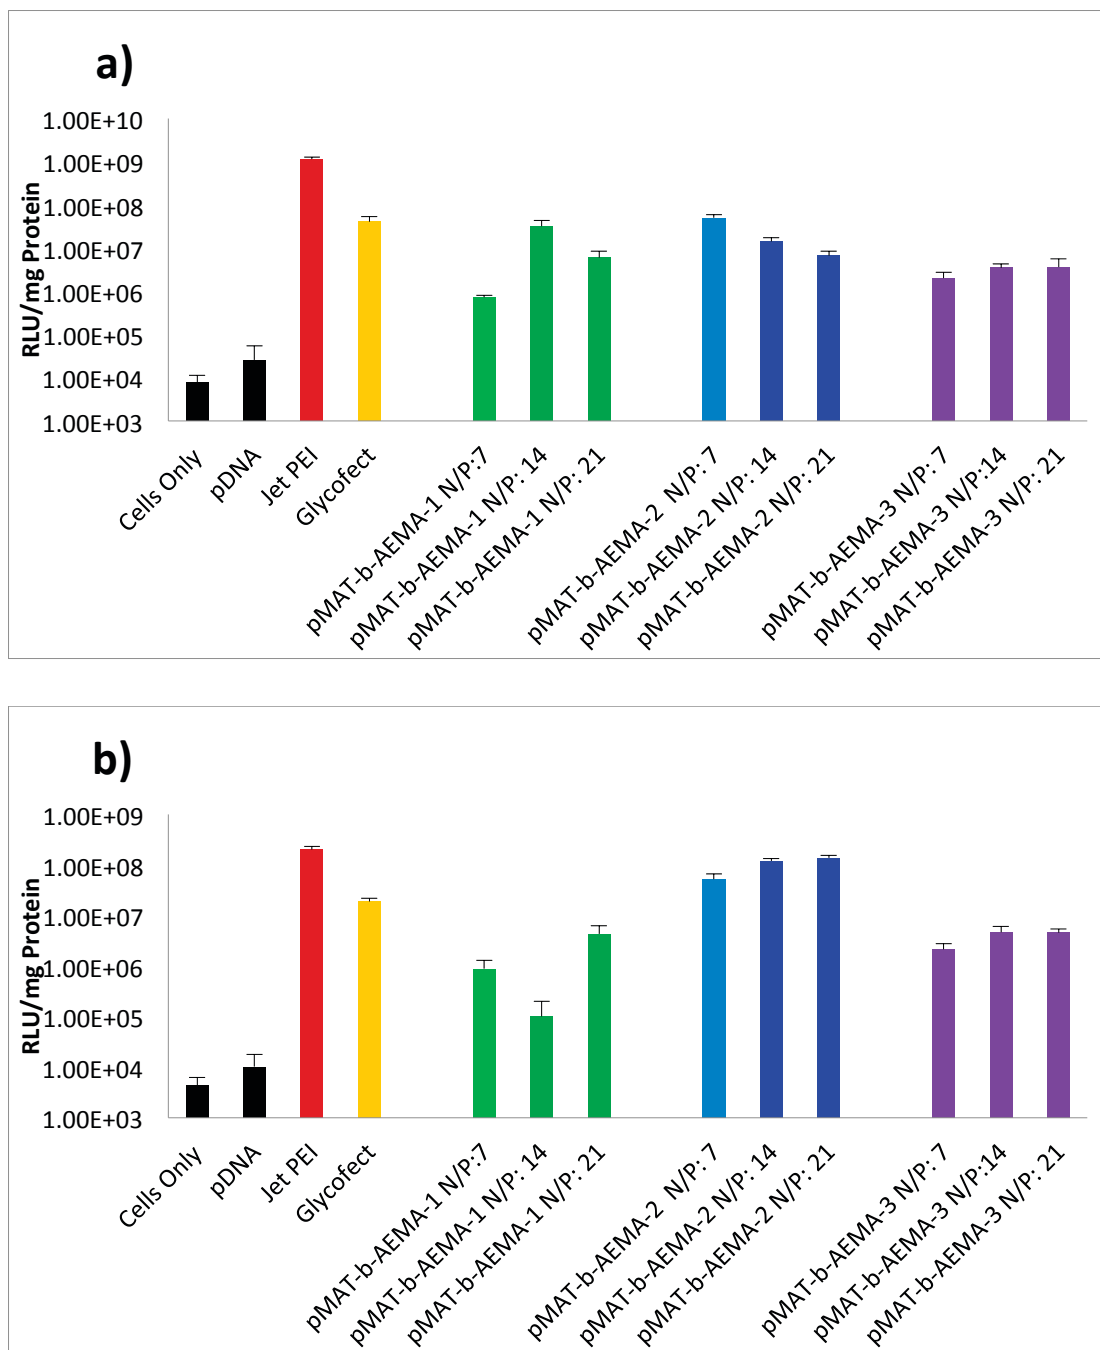 a)
RLU/mg Protein
1.00E+10
1.00E+09
1.00E+08
1.00E+07
1.00E+06
1.00E+05
1.00E+04
1.00E+03
Cells Only
pDNA
Jet PEI
Glycofect
pMAT-b-AEMA-1 N/P:7
pMAT-b-AEMA-1 N/P: 14
pMAT-b-AEMA-1 N/P: 21
pMAT-b-AEMA-2 N/P: 7
pMAT-b-AEMA-2 N/P: 14
pMAT-b-AEMA-2 N/P: 21
pMAT-b-AEMA-3 N/P: 7
pMAT-b-AEMA-3 N/P:14
pMAT-b-AEMA-3 N/P: 21
b)
RLU/mg Protein
1.00E+09
1.00E+08
1.00E+07
1.00E+06
1.00E+05
1.00E+04
1.00E+03
Cells Only
pDNA
Jet PEI
Glycofect
pMAT-b-AEMA-1 N/P:7
pMAT-b-AEMA-1 N/P: 14
pMAT-b-AEMA-1 N/P: 21
pMAT-b-AEMA-2 N/P: 7
pMAT-b-AEMA-2 N/P: 14
pMAT-b-AEMA-2 N/P: 21
pMAT-b-AEMA-3 N/P: 7
pMAT-b-AEMA-3 N/P:14
pMAT-b-AEMA-3 N/P: 21